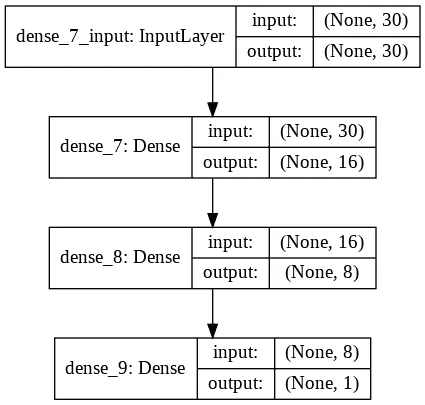 dense_7_input: InputLayer
input: (None, 30)
output: (None, 30)
dense_7: Dense
input: (None, 30)
output: (None, 16)
dense_8: Dense
input: (None, 16)
output: (None, 8)
dense_9: Dense
input: (None, 8)
output: (None, 1)